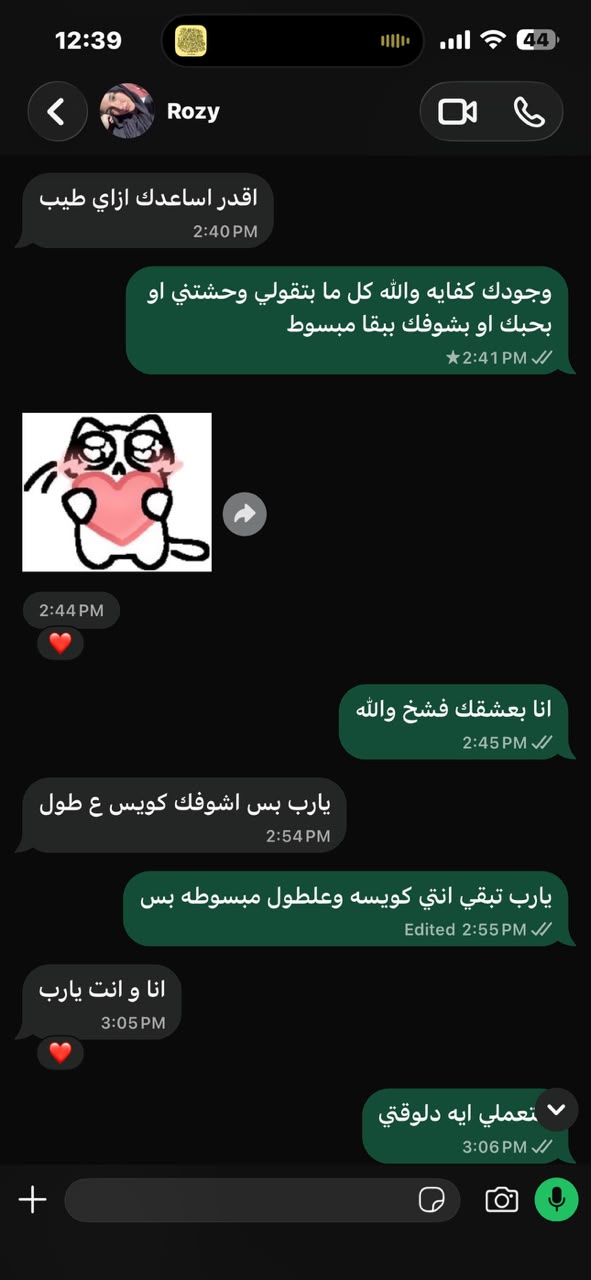 12:39
44
Rozy
اقدر اساعدك ازاي طيب
2:40 PM
وجودك كفايه والله كل ما بتقولي وحشتني او
بحبك او بشوفك ببقا مبسوط
2:41 PM
2:44 PM
انا بعشقك فشخ والله
2:45 PM
يارب بس اشوفك كويس ع طول
2:54 PM
يارب تبقي انتي كويسه وعلطول مبسوطه بس
Edited 2:55 PM
انا و انت يارب
3:05 PM
ايه دلوقتي
3:06 PM